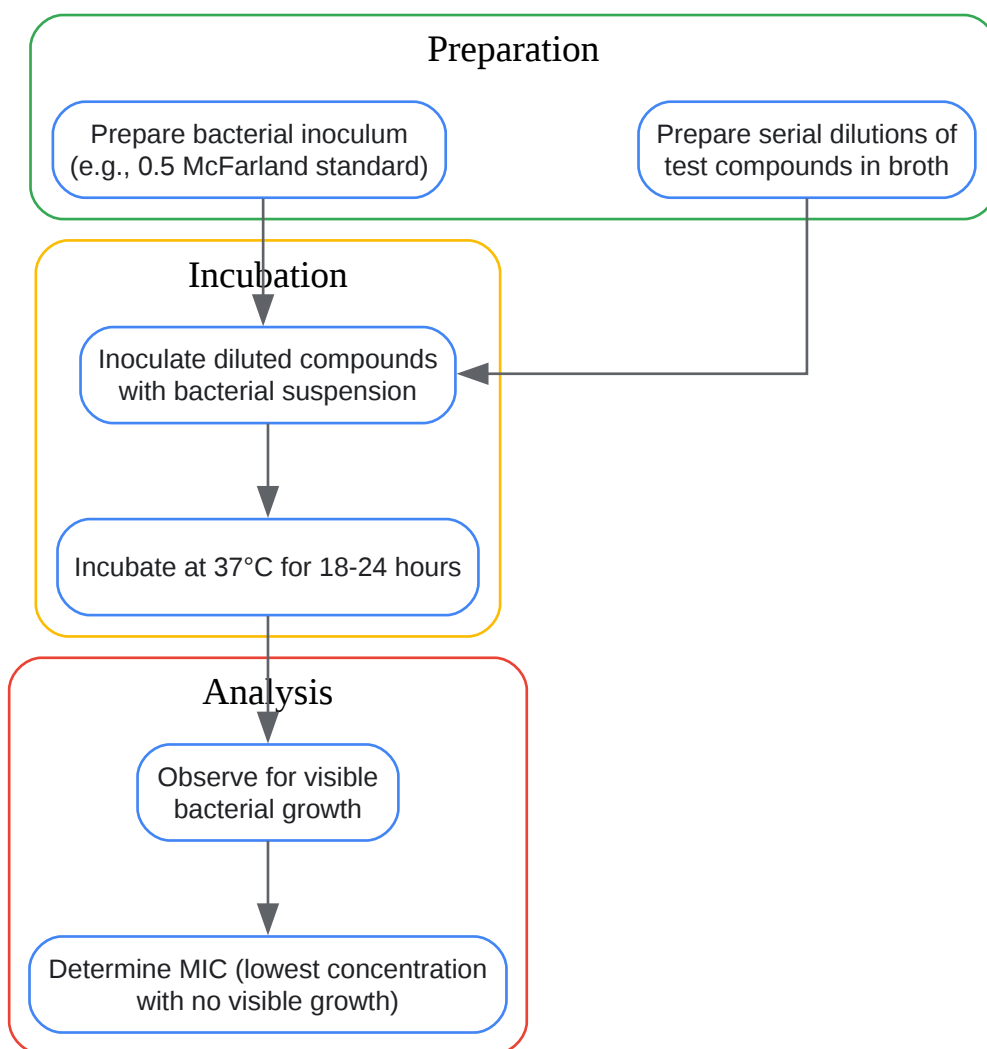 Preparation
Prepare bacterial inoculum
(e.g., 0.5 McFarland standard)
Prepare serial dilutions of
test compounds in broth
Incubation
Inoculate diluted compounds
with bacterial suspension
Incubate at 37°C for 18-24 hours
Analysis
Observe for visible
bacterial growth
Determine MIC (lowest concentration
with no visible growth)